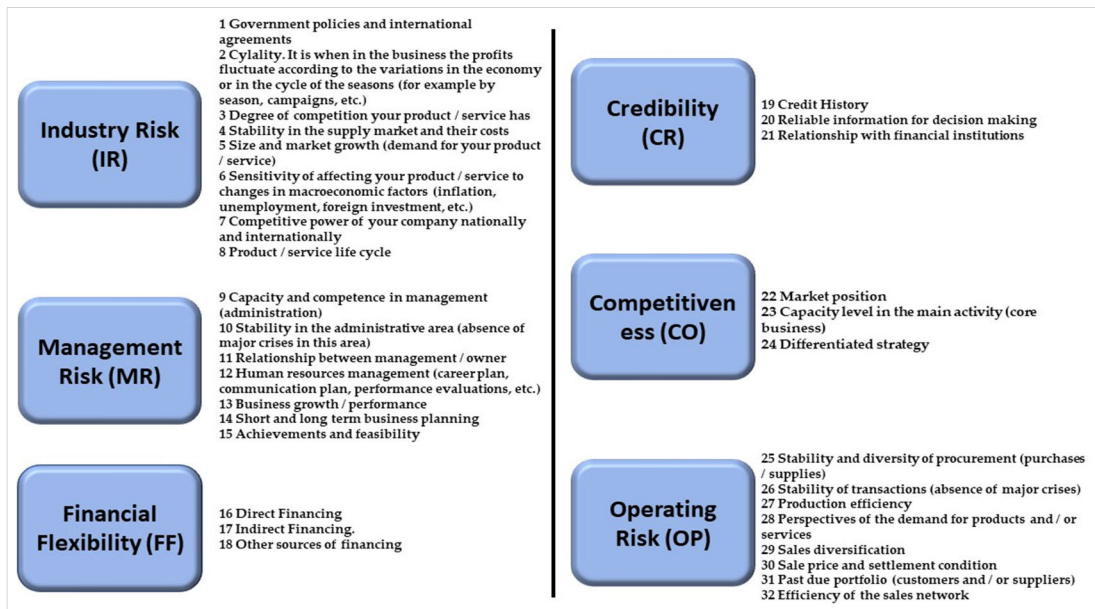 Industry Risk
(IR)
1 Government policies and international
agreements
2 Cylality. It is when in the business the profits
fluctuate according to the variations in the economy
or in the cycle of the seasons (for example by
season, campaigns, etc.)
3 Degree of competition your product / service has
4 Stability in the supply market and their costs
5 Size and market growth (demand for your product
/ service)
6 Sensitivity of affecting your product / service to
changes in macroeconomic factors (inflation,
unemployment, foreign investment, etc.)
7 Competitive power of your company nationally
and internationally
8 Product / service life cycle
Management
Risk (MR)
9 Capacity and competence in management
(administration)
10 Stability in the administrative area (absence of
major crises in this area)
11 Relationship between management / owner
12 Human resources management (career plan,
communication plan, performance evaluations, etc.)
13 Business growth / performance
14 Short and long term business planning
15 Achievements and feasibility
Financial
Flexibility (FF)
16 Direct Financing
17 Indirect Financing.
18 Other sources of financing
Credibility
(CR)
19 Credit History
20 Reliable information for decision making
21 Relationship with financial institutions
Competitiven
ess (CO)
22 Market position
23 Capacity level in the main activity (core
business)
24 Differentiated strategy
Operating
Risk (OP)
25 Stability and diversity of procurement (purchases
/ supplies)
26 Stability of transactions (absence of major crises)
27 Production efficiency
28 Perspectives of the demand for products and / or
services
29 Sales diversification
30 Sale price and settlement condition
31 Past due portfolio (customers and / or suppliers)
32 Efficiency of the sales network